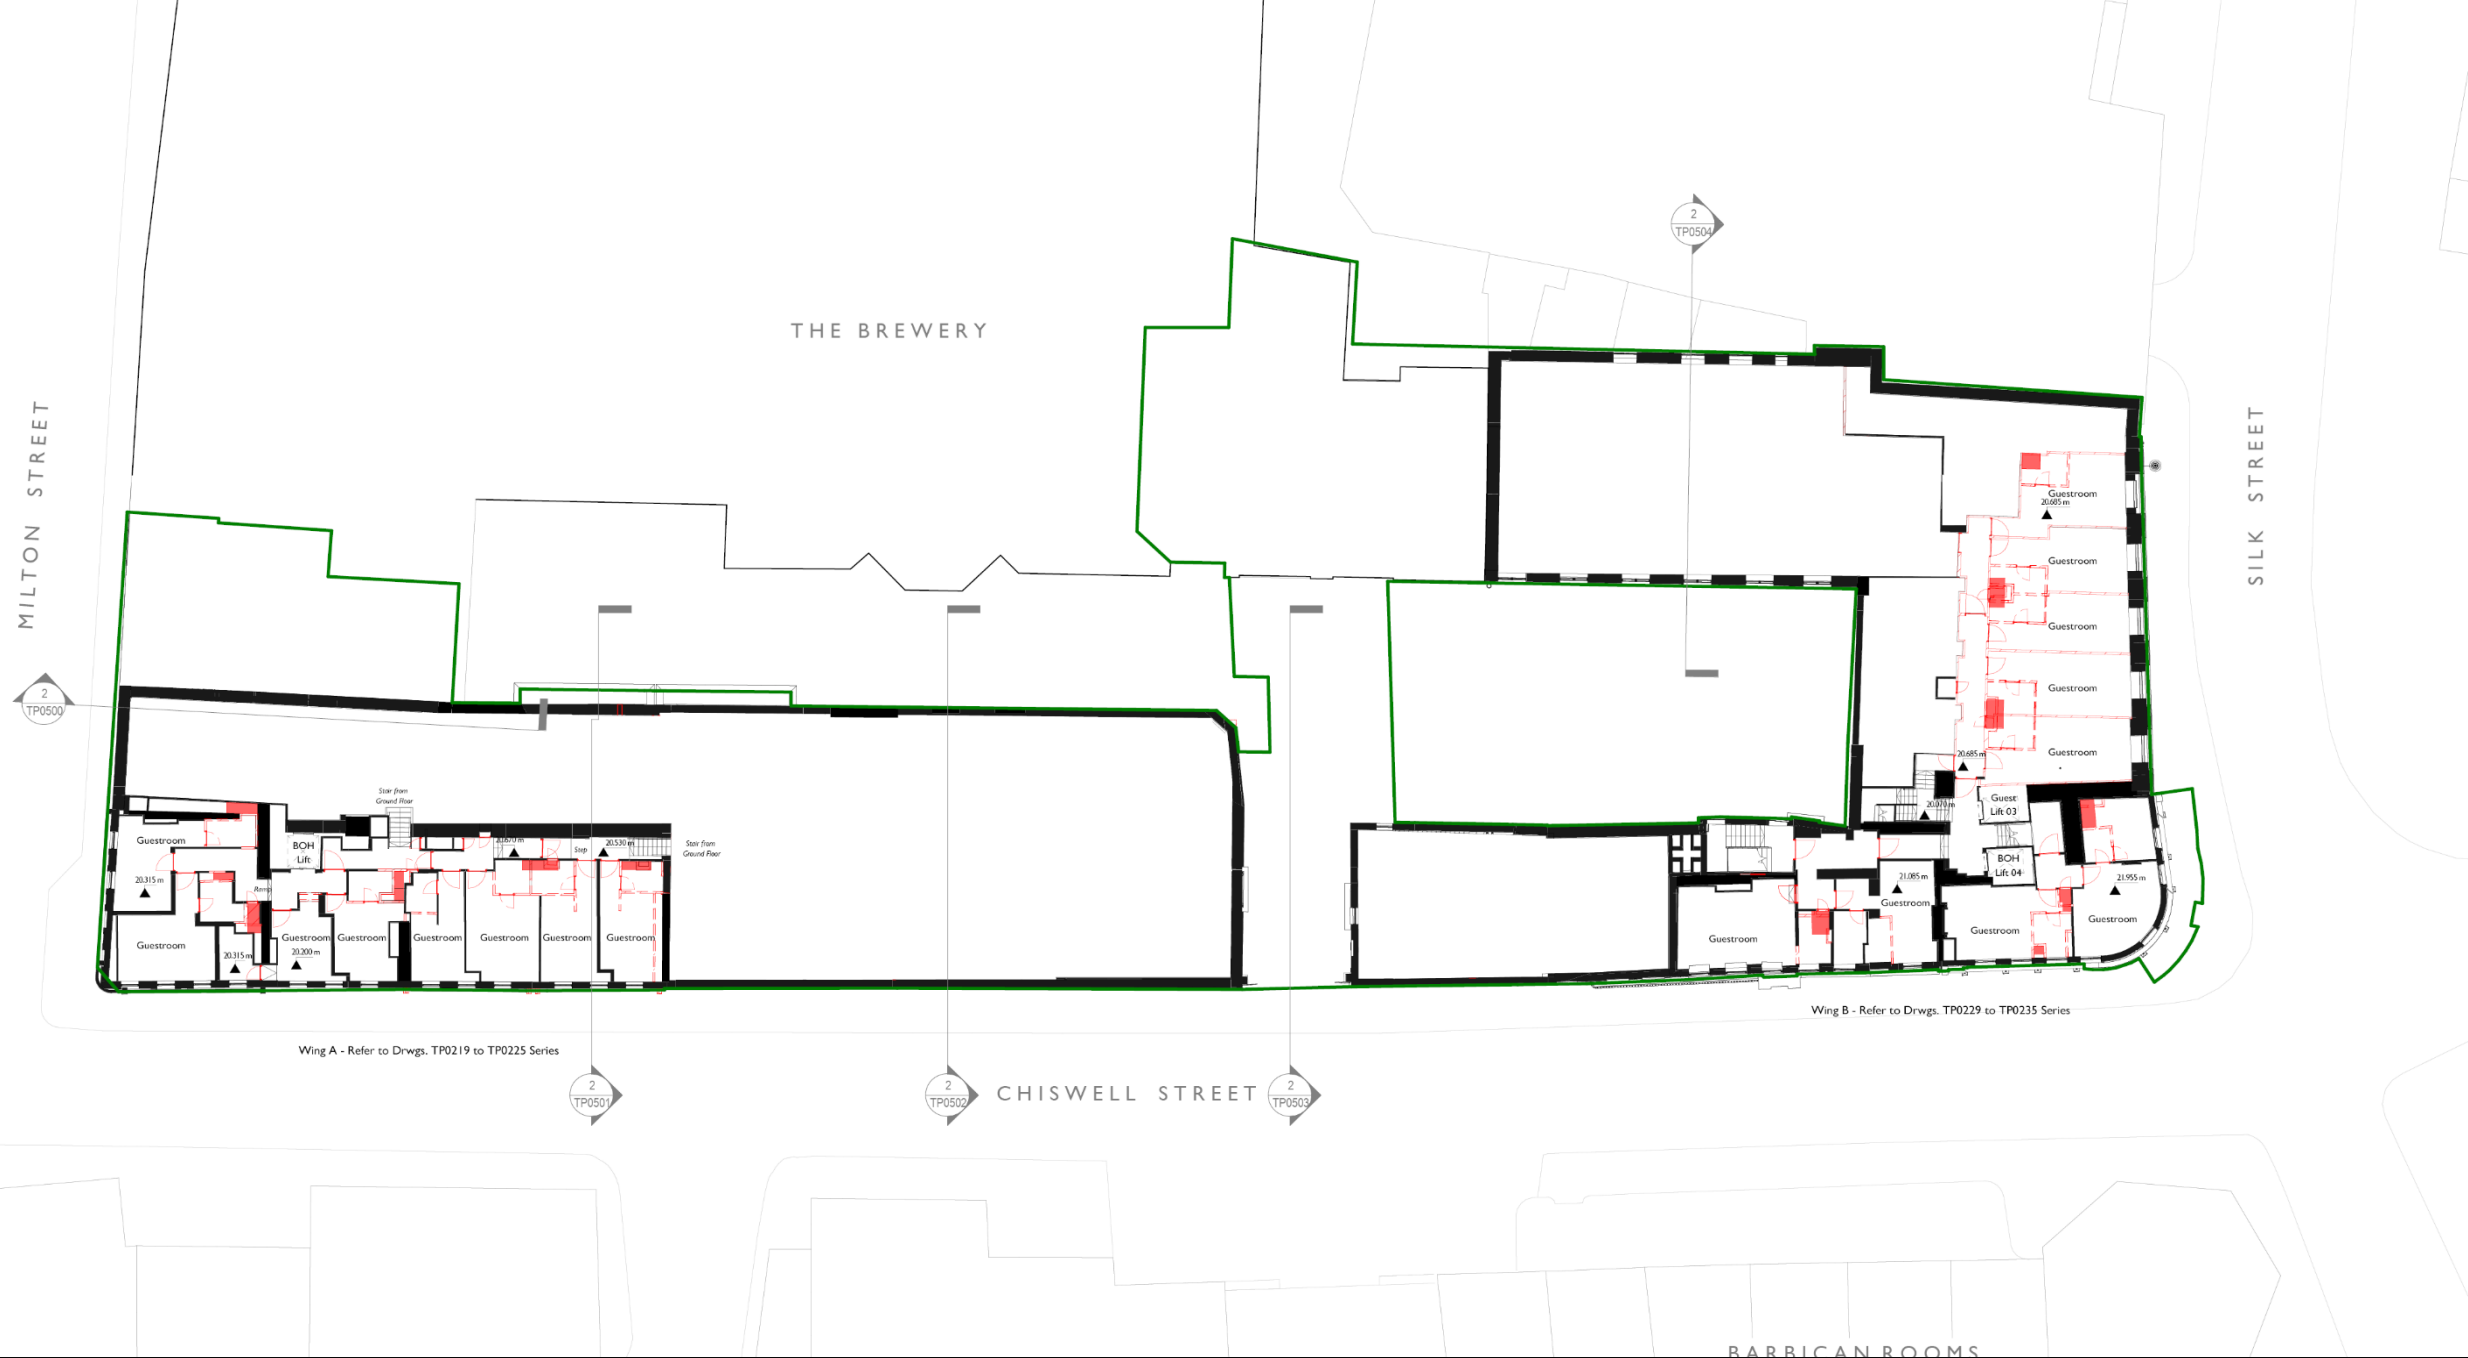 2
TP0504
THE BREWERY
MILTON STREET
SILK STREET
Guestroom
20.685 m
Guestroom
Guestroom
Guestroom
Guestroom
20.685 m
2
TP0500
Stair from
Ground Floor
Guest
Lift 03
20.070 m
Guestroom
BOH
Lift
20.670 m
Step
20.530 m
Stair from
Ground Floor
BOH
Lift 04
20.315 m
Ramp
21.085 m
21.955 m
Guestroom
Guestroom
Guestroom
Guestroom
Guestroom
Guestroom
Guestroom
Guestroom
Guestroom
Guestroom
Guestroom
Guestroom
20.315 m
20.200 m
Wing B - Refer to Drwgs. TP0229 to TP0235 Series
Wing A - Refer to Drwgs. TP0219 to TP0225 Series
2
TP0501
2
TP0502
CHISWELL STREET
2
TP0503
BARBICAN ROOMS